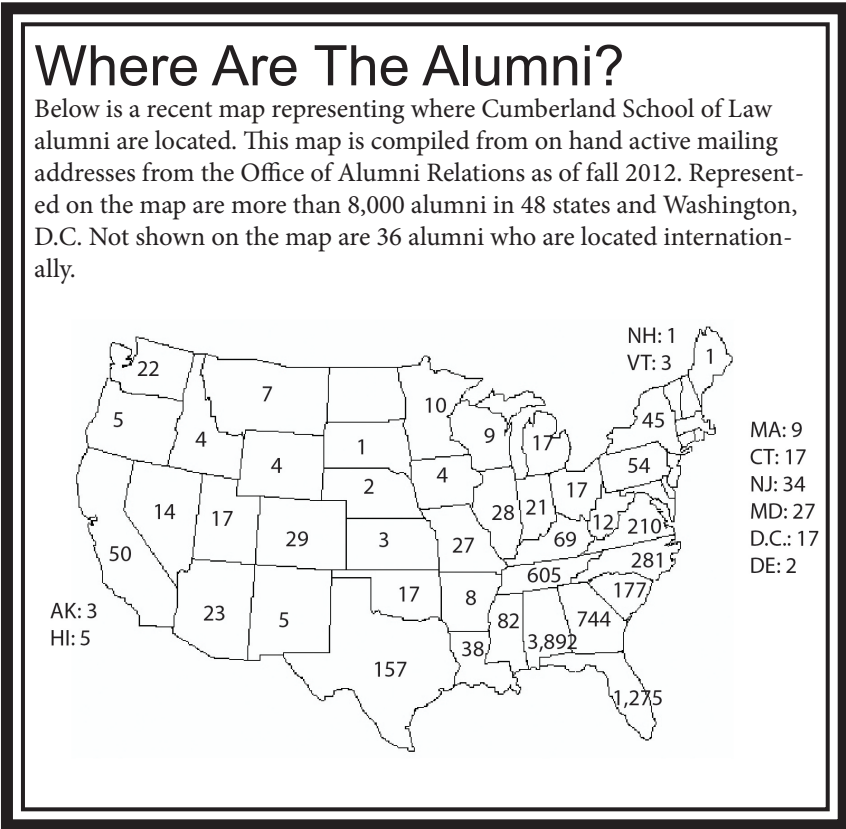 Where Are The Alumni?
Below is a recent map representing where Cumberland School of Law
alumni are located. This map is compiled from on hand active mailing
addresses from the Office of Alumni Relations as of fall 2012. Represent-
ed on the map are more than 8,000 alumni in 48 states and Washington,
D.C. Not shown on the map are 36 alumni who are located internation-
ally.
NH: 1
VT: 3
1
22
7
10
45
5
4
9
17
MA: 9
CT: 17
NJ: 34
MD: 27
D.C.: 17
DE: 2
4
1
2
4
54
14
17
29
3
27
28
21
17
12
210
50
69
281
605
177
AK: 3
HI: 5
23
5
17
8
82
3,892
744
38
157
1,275